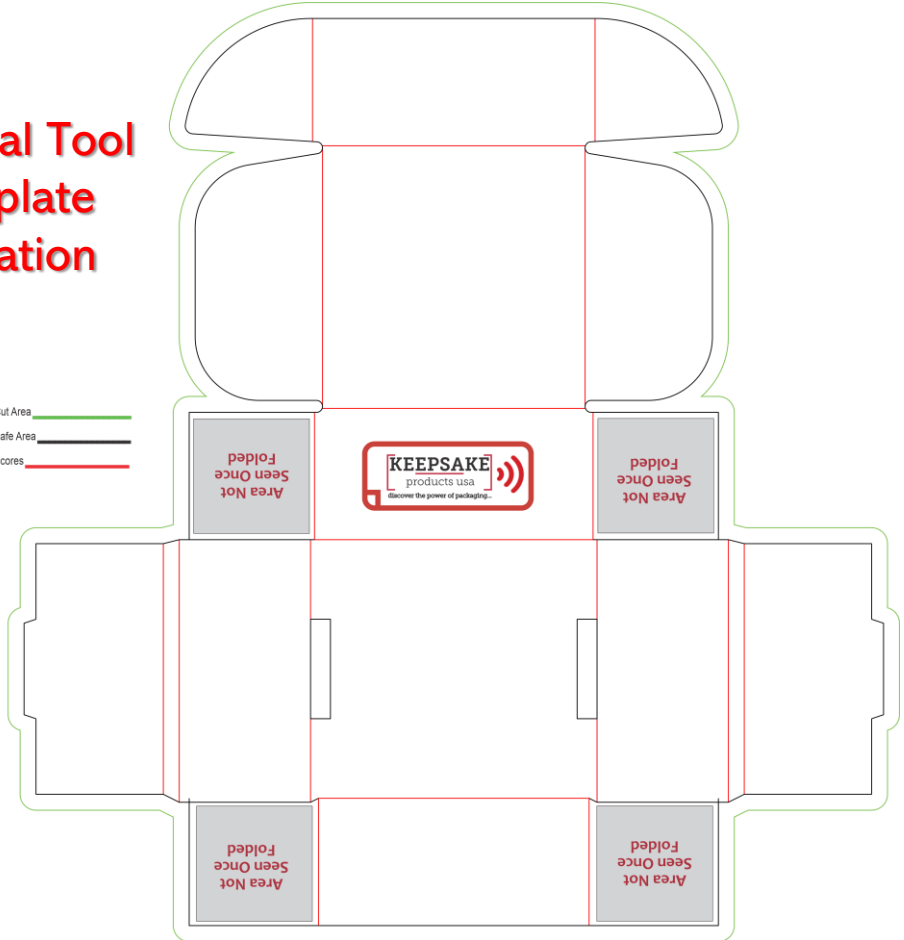 al Tool
plate
ation
ut Area
afe Area
cores
Area Not
Seen Once
Folded
KEEPSAKE
products usa
discover the power of packaging...
Area Not
Seen Once
Folded
Area Not
Seen Once
Folded
Area Not
Seen Once
Folded